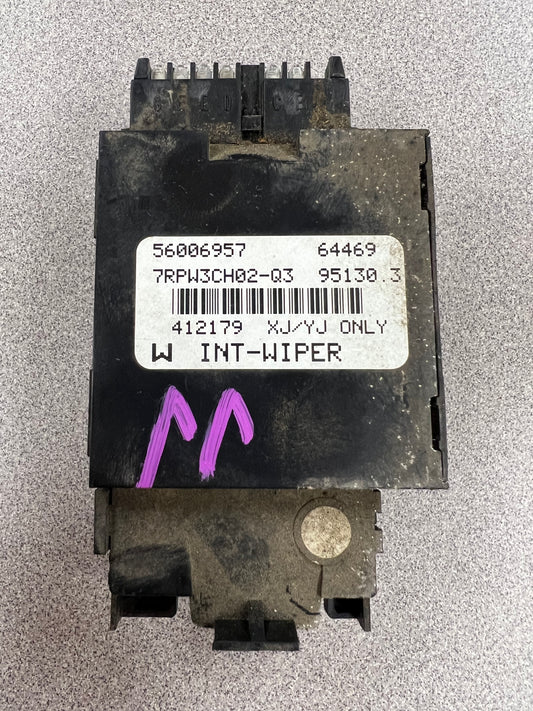 56006957 64469
7RPW3CH02-Q3 95130.3
412179 XJ/YJ ONLY
W INT-WIPER